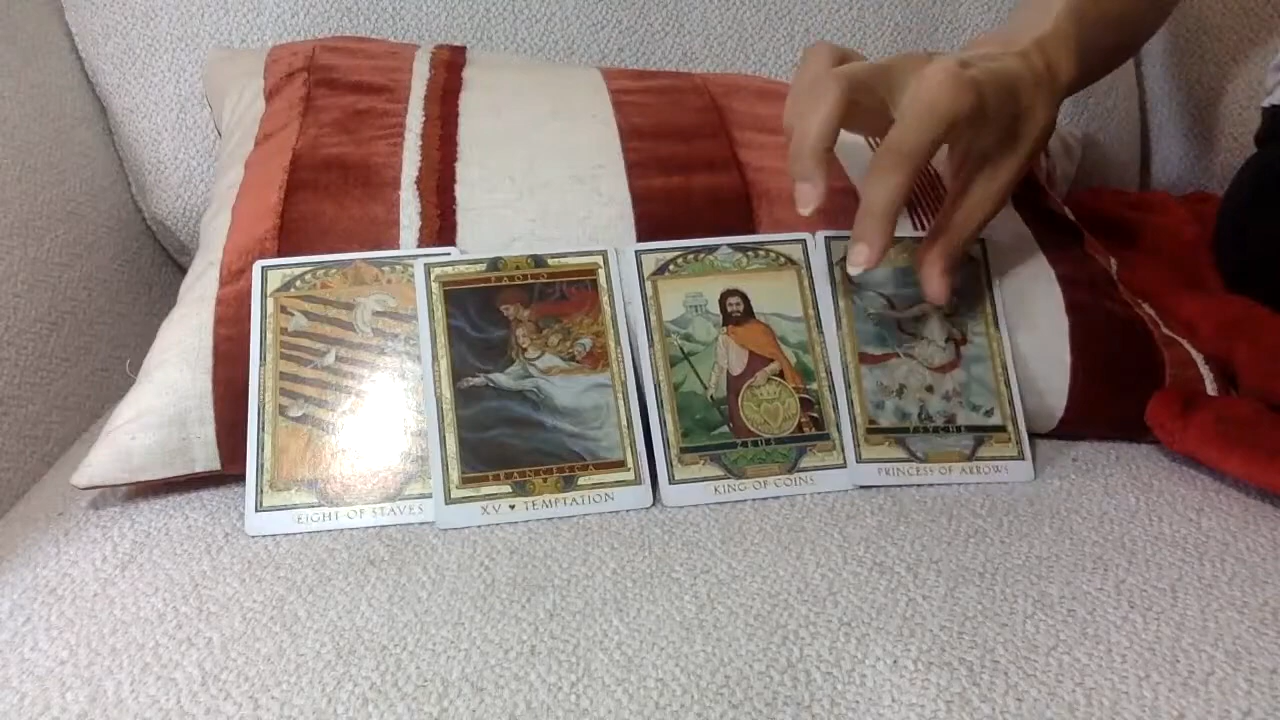 EIGHT OF STAVES
PAOLO
FRANCESCA
XV ♥ TEMPTATION
ZEUS
KING OF COINS
PSYCHE
PRINCESS OF ARROWS